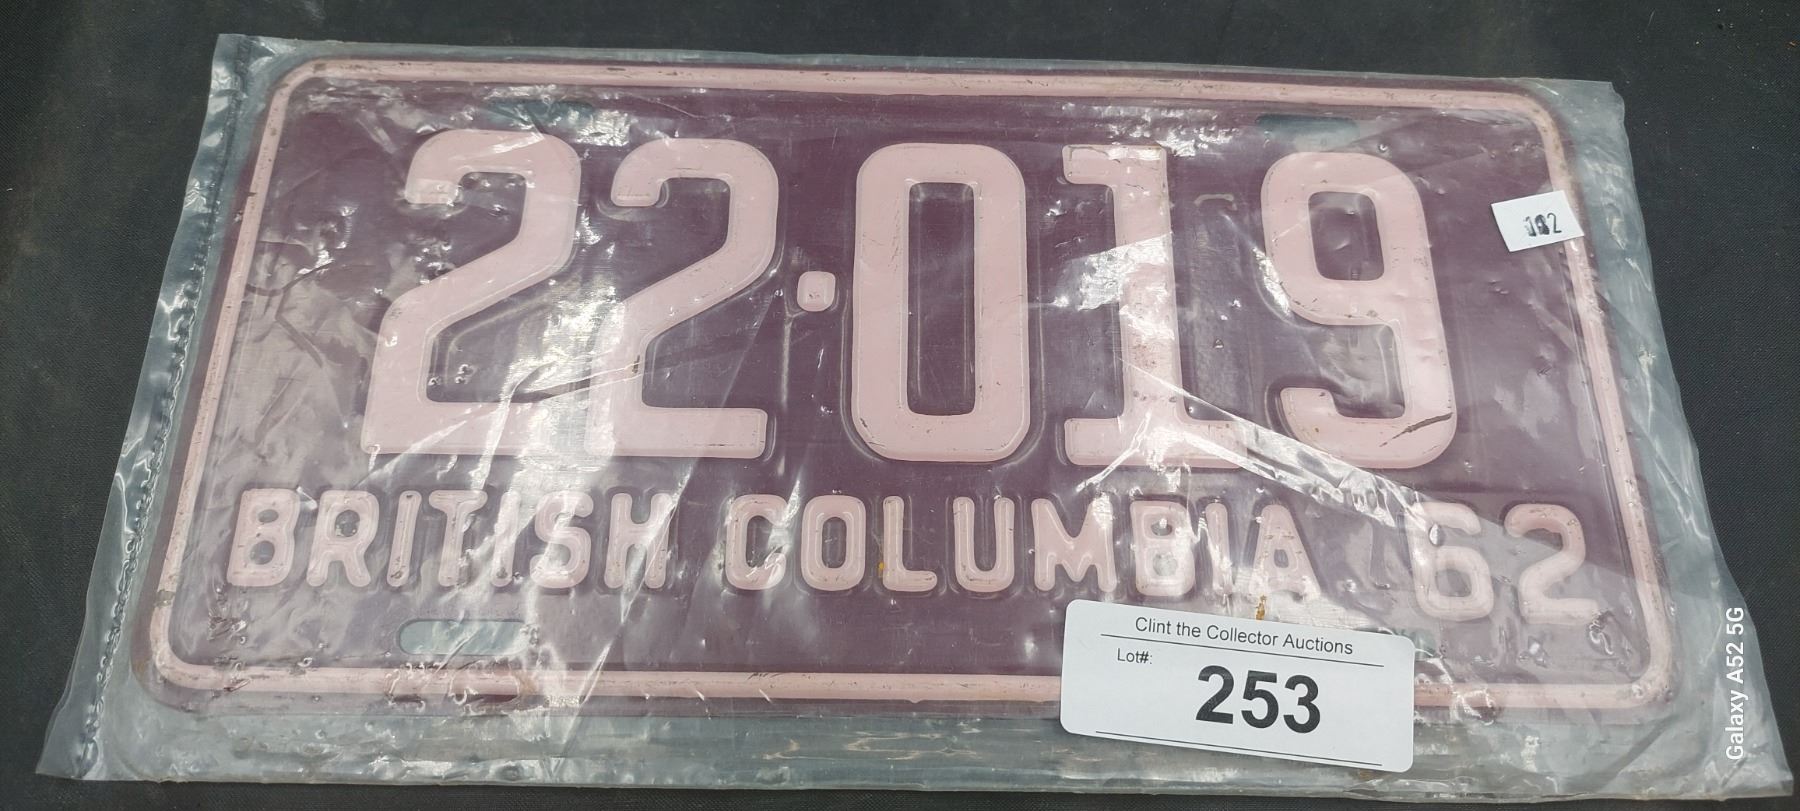 22·019
BRITISH COLUMBIA 62
Clint the Collector Auctions
Lot#:
253
Galaxy A52 5G